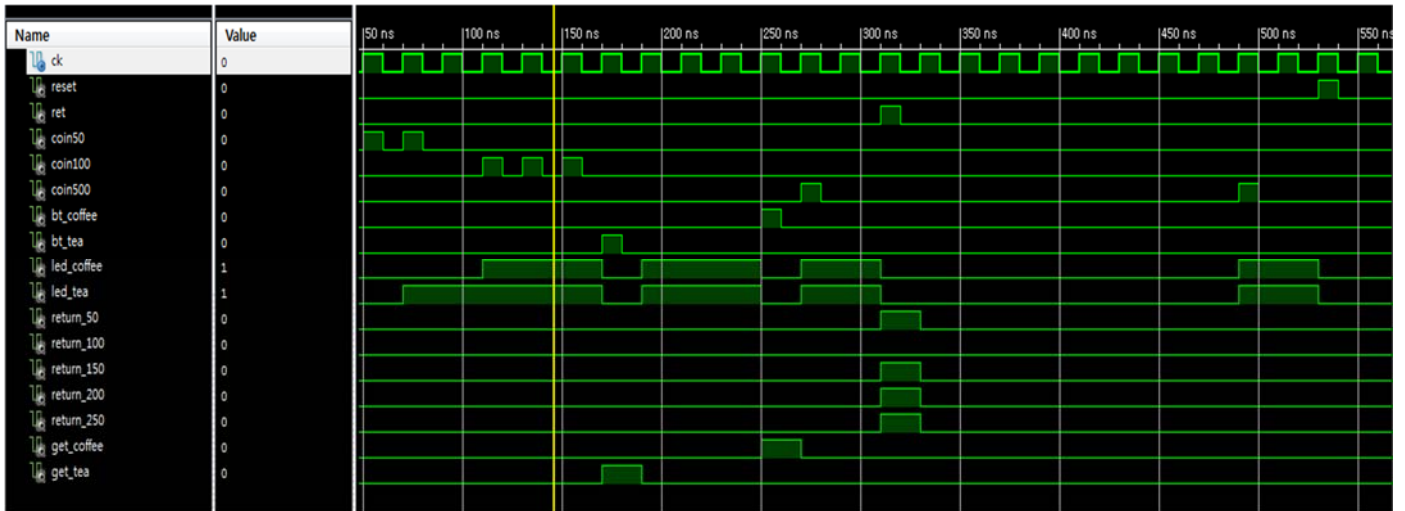 Name Value 50 ns 100 ns 150 ns 200 ns 250 ns 300 ns 350 ns 400 ns 450 ns 500 ns 550 ns
ck 0
reset 0
ret 0
coin50 0
coin100 0
coin500 0
bt_coffee 0
bt_tea 0
led_coffee 1
led_tea 1
return_50 0
return_100 0
return_150 0
return_200 0
return_250 0
get_coffee 0
get_tea 0